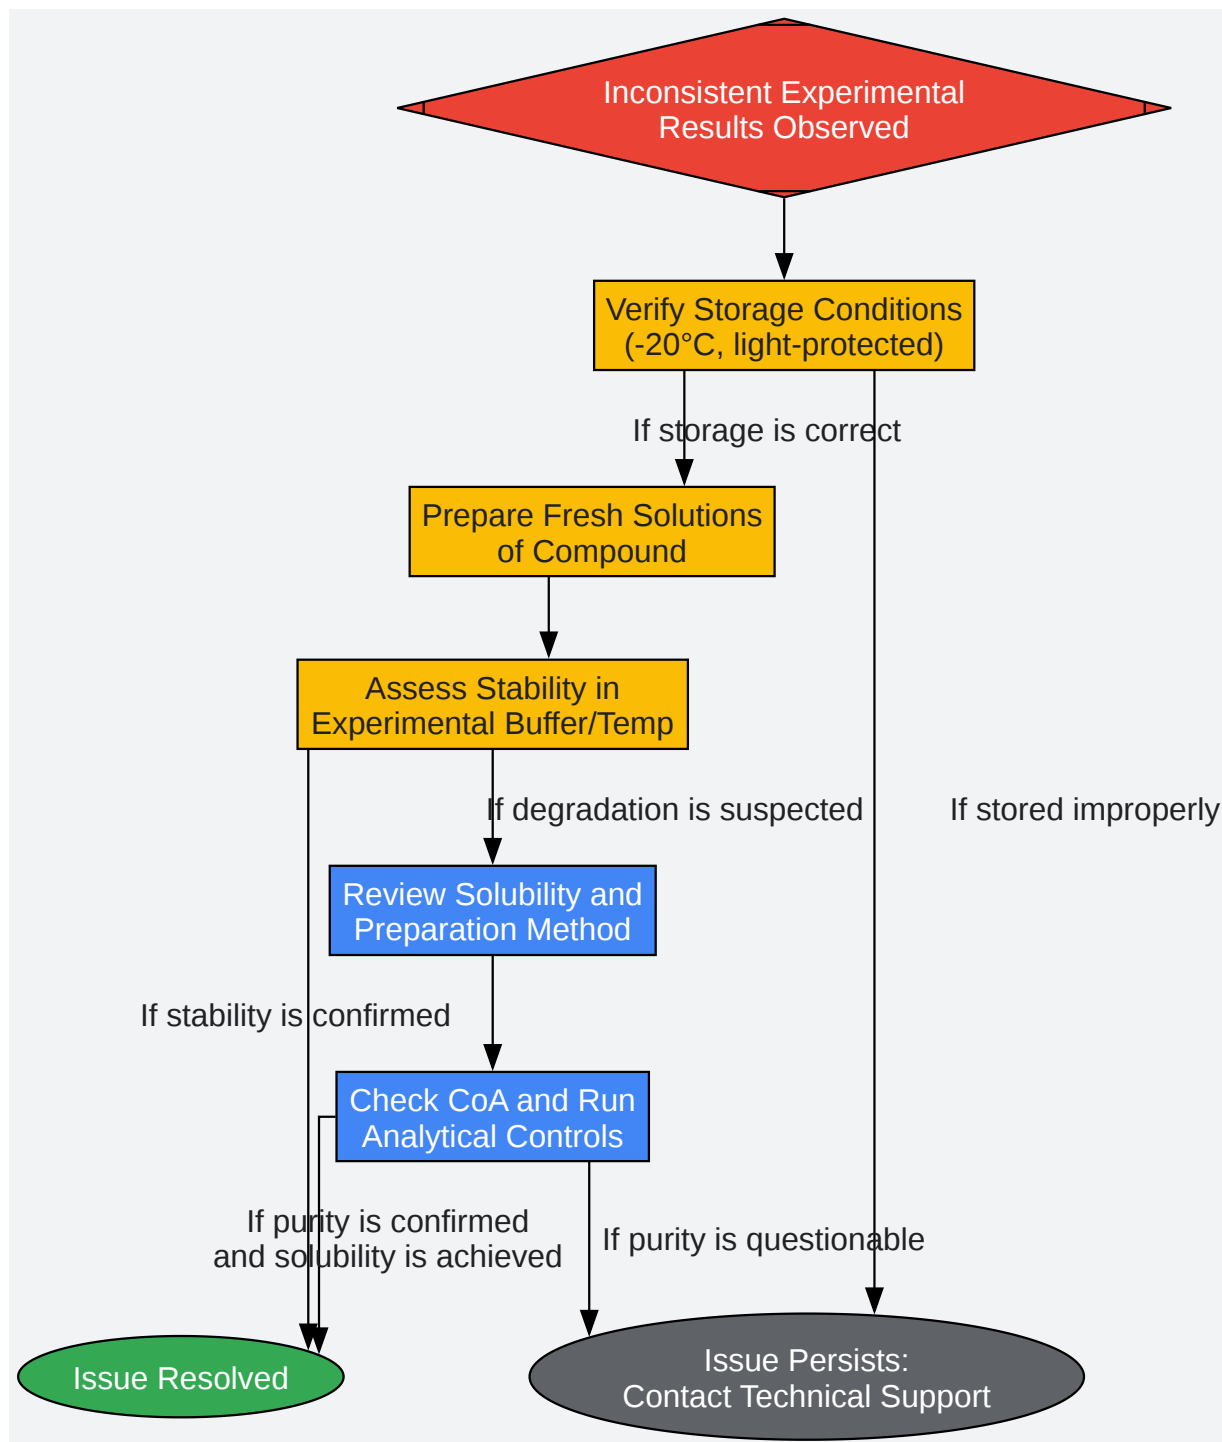 Inconsistent Experimental
Results Observed
Verify Storage Conditions
(-20°C, light-protected)
If storage is correct
Prepare Fresh Solutions
of Compound
Assess Stability in
Experimental Buffer/Temp
If degradation is suspected
If stored improperly
Review Solubility and
Preparation Method
If stability is confirmed
Check CoA and Run
Analytical Controls
If purity is confirmed
and solubility is achieved
If purity is questionable
Issue Resolved
Issue Persists:
Contact Technical Support